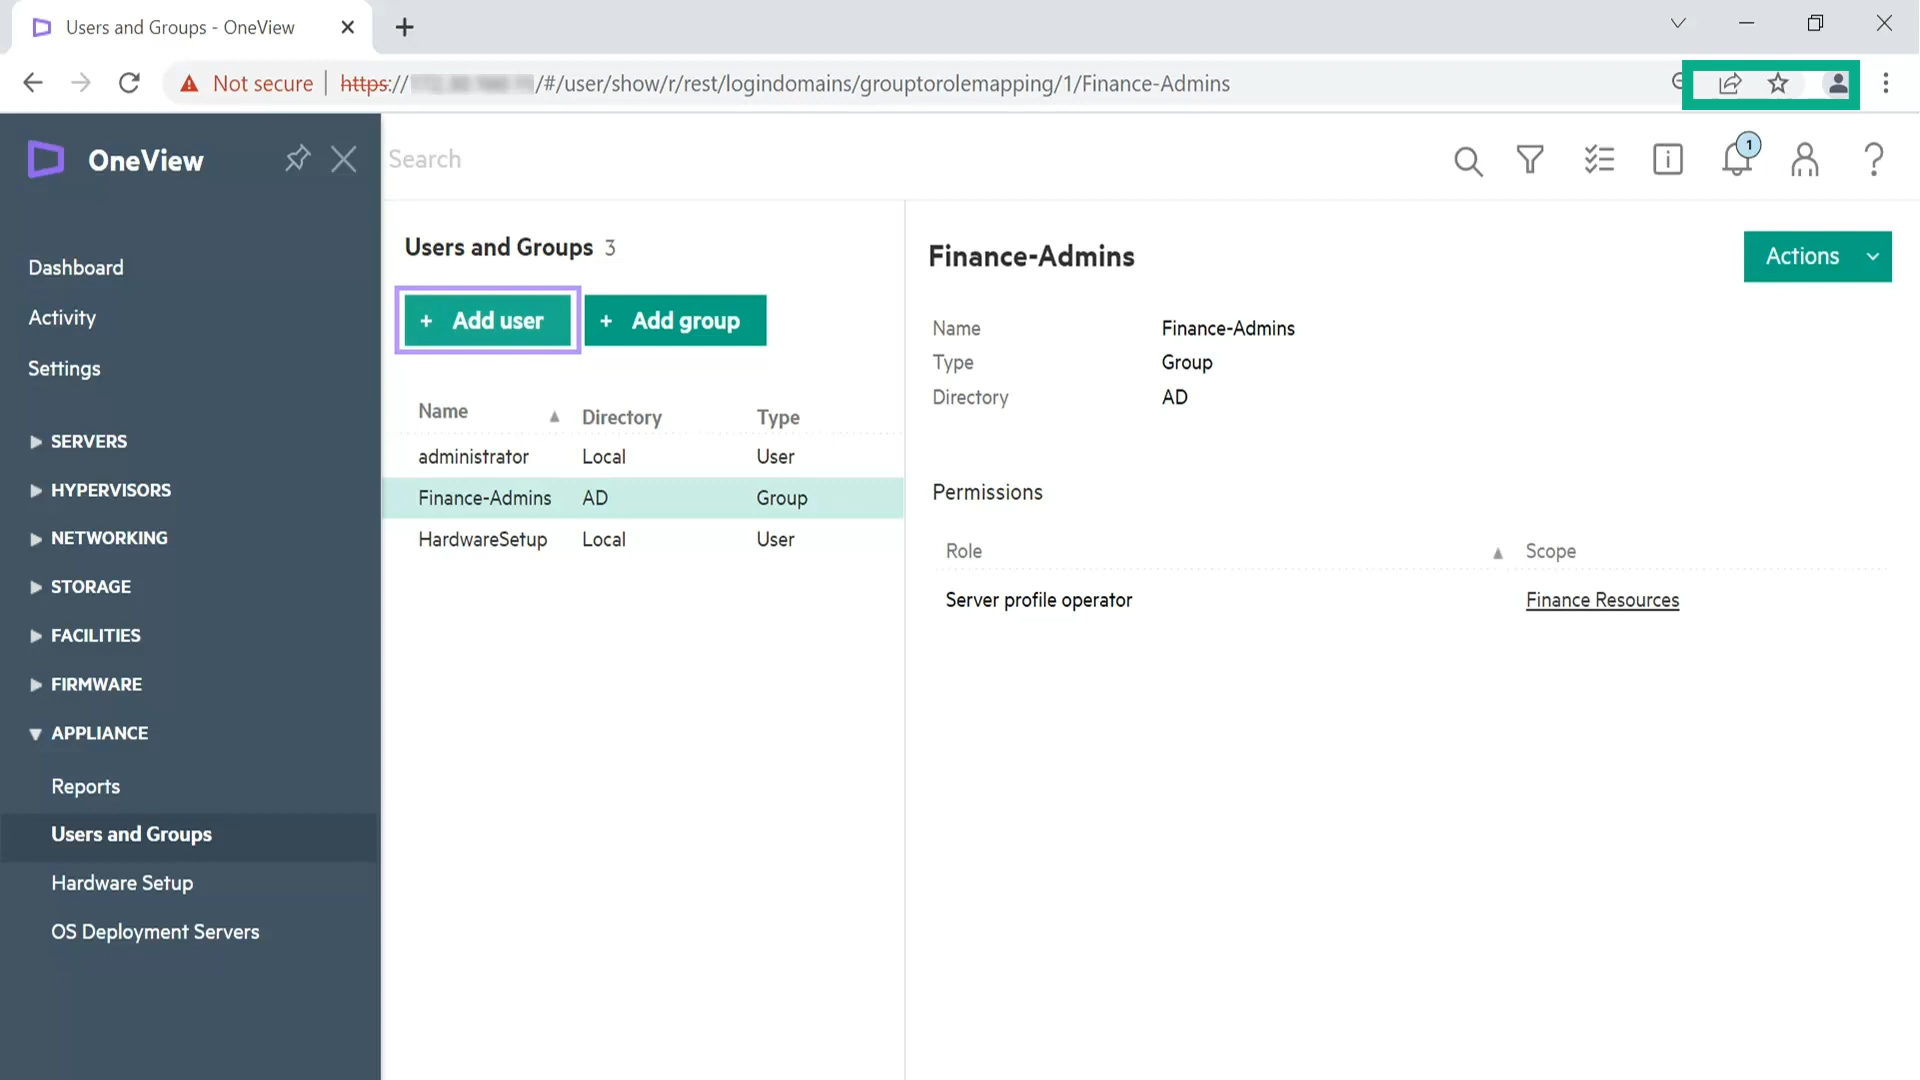 Users and Groups - OneView
Not secure https:// /#/user/show/r/rest/logindomains/grouptorolemapping/1/Finance-Admins
OneView
Search
1
Dashboard
Activity
Settings
SERVERS
HYPERVISORS
NETWORKING
STORAGE
FACILITIES
FIRMWARE
APPLIANCE
Reports
Users and Groups
Hardware Setup
OS Deployment Servers
Users and Groups 3
+ Add user
+ Add group
Name Directory Type
administrator Local User
Finance-Admins AD Group
HardwareSetup Local User
Finance-Admins
Actions
Name Finance-Admins
Type Group
Directory AD
Permissions
Role Scope
Server profile operator Finance Resources